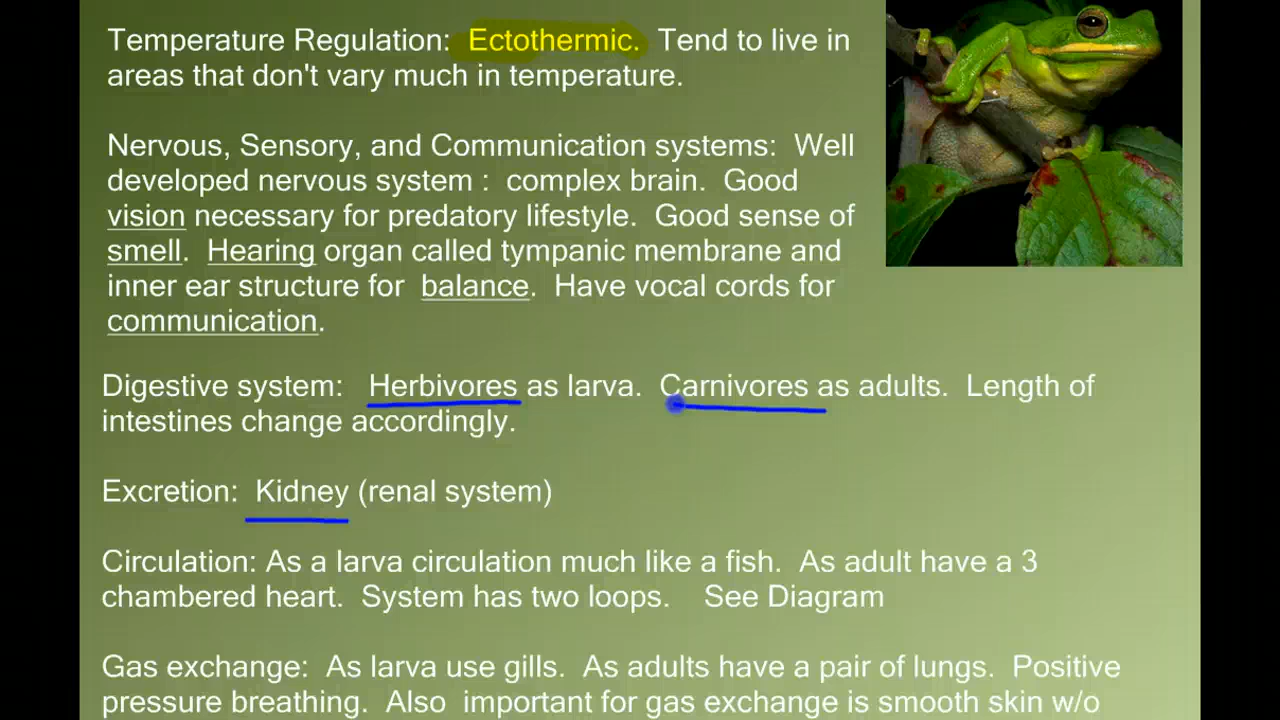 Temperature Regulation: Ectothermic. Tend to live in
areas that don't vary much in temperature.
Nervous, Sensory, and Communication systems: Well
developed nervous system : complex brain. Good
vision necessary for predatory lifestyle. Good sense of
smell. Hearing organ called tympanic membrane and
inner ear structure for balance. Have vocal cords for
communication.
Digestive system: Herbivores as larva. Carnivores as adults. Length of
intestines change accordingly.
Excretion: Kidney (renal system)
Circulation: As a larva circulation much like a fish. As adult have a 3
chambered heart. System has two loops. See Diagram
Gas exchange: As larva use gills. As adults have a pair of lungs. Positive
pressure breathing. Also important for gas exchange is smooth skin w/o